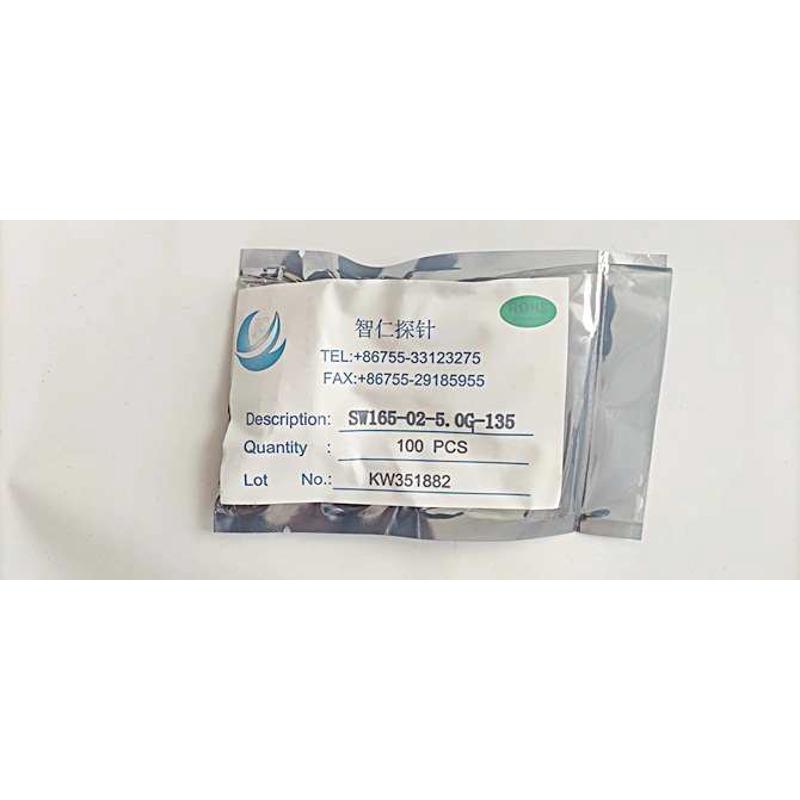 智仁探针
ROHS
TEL:+86755-33123275
FAX:+86755-29185955
Description: SW165-02-5.0G-135
Quantity : 100 PCS
Lot No.: KW351882